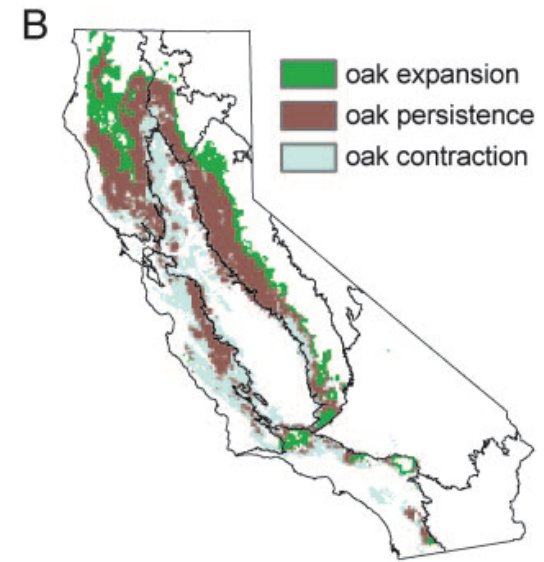 B
oak expansion
oak persistence
oak contraction